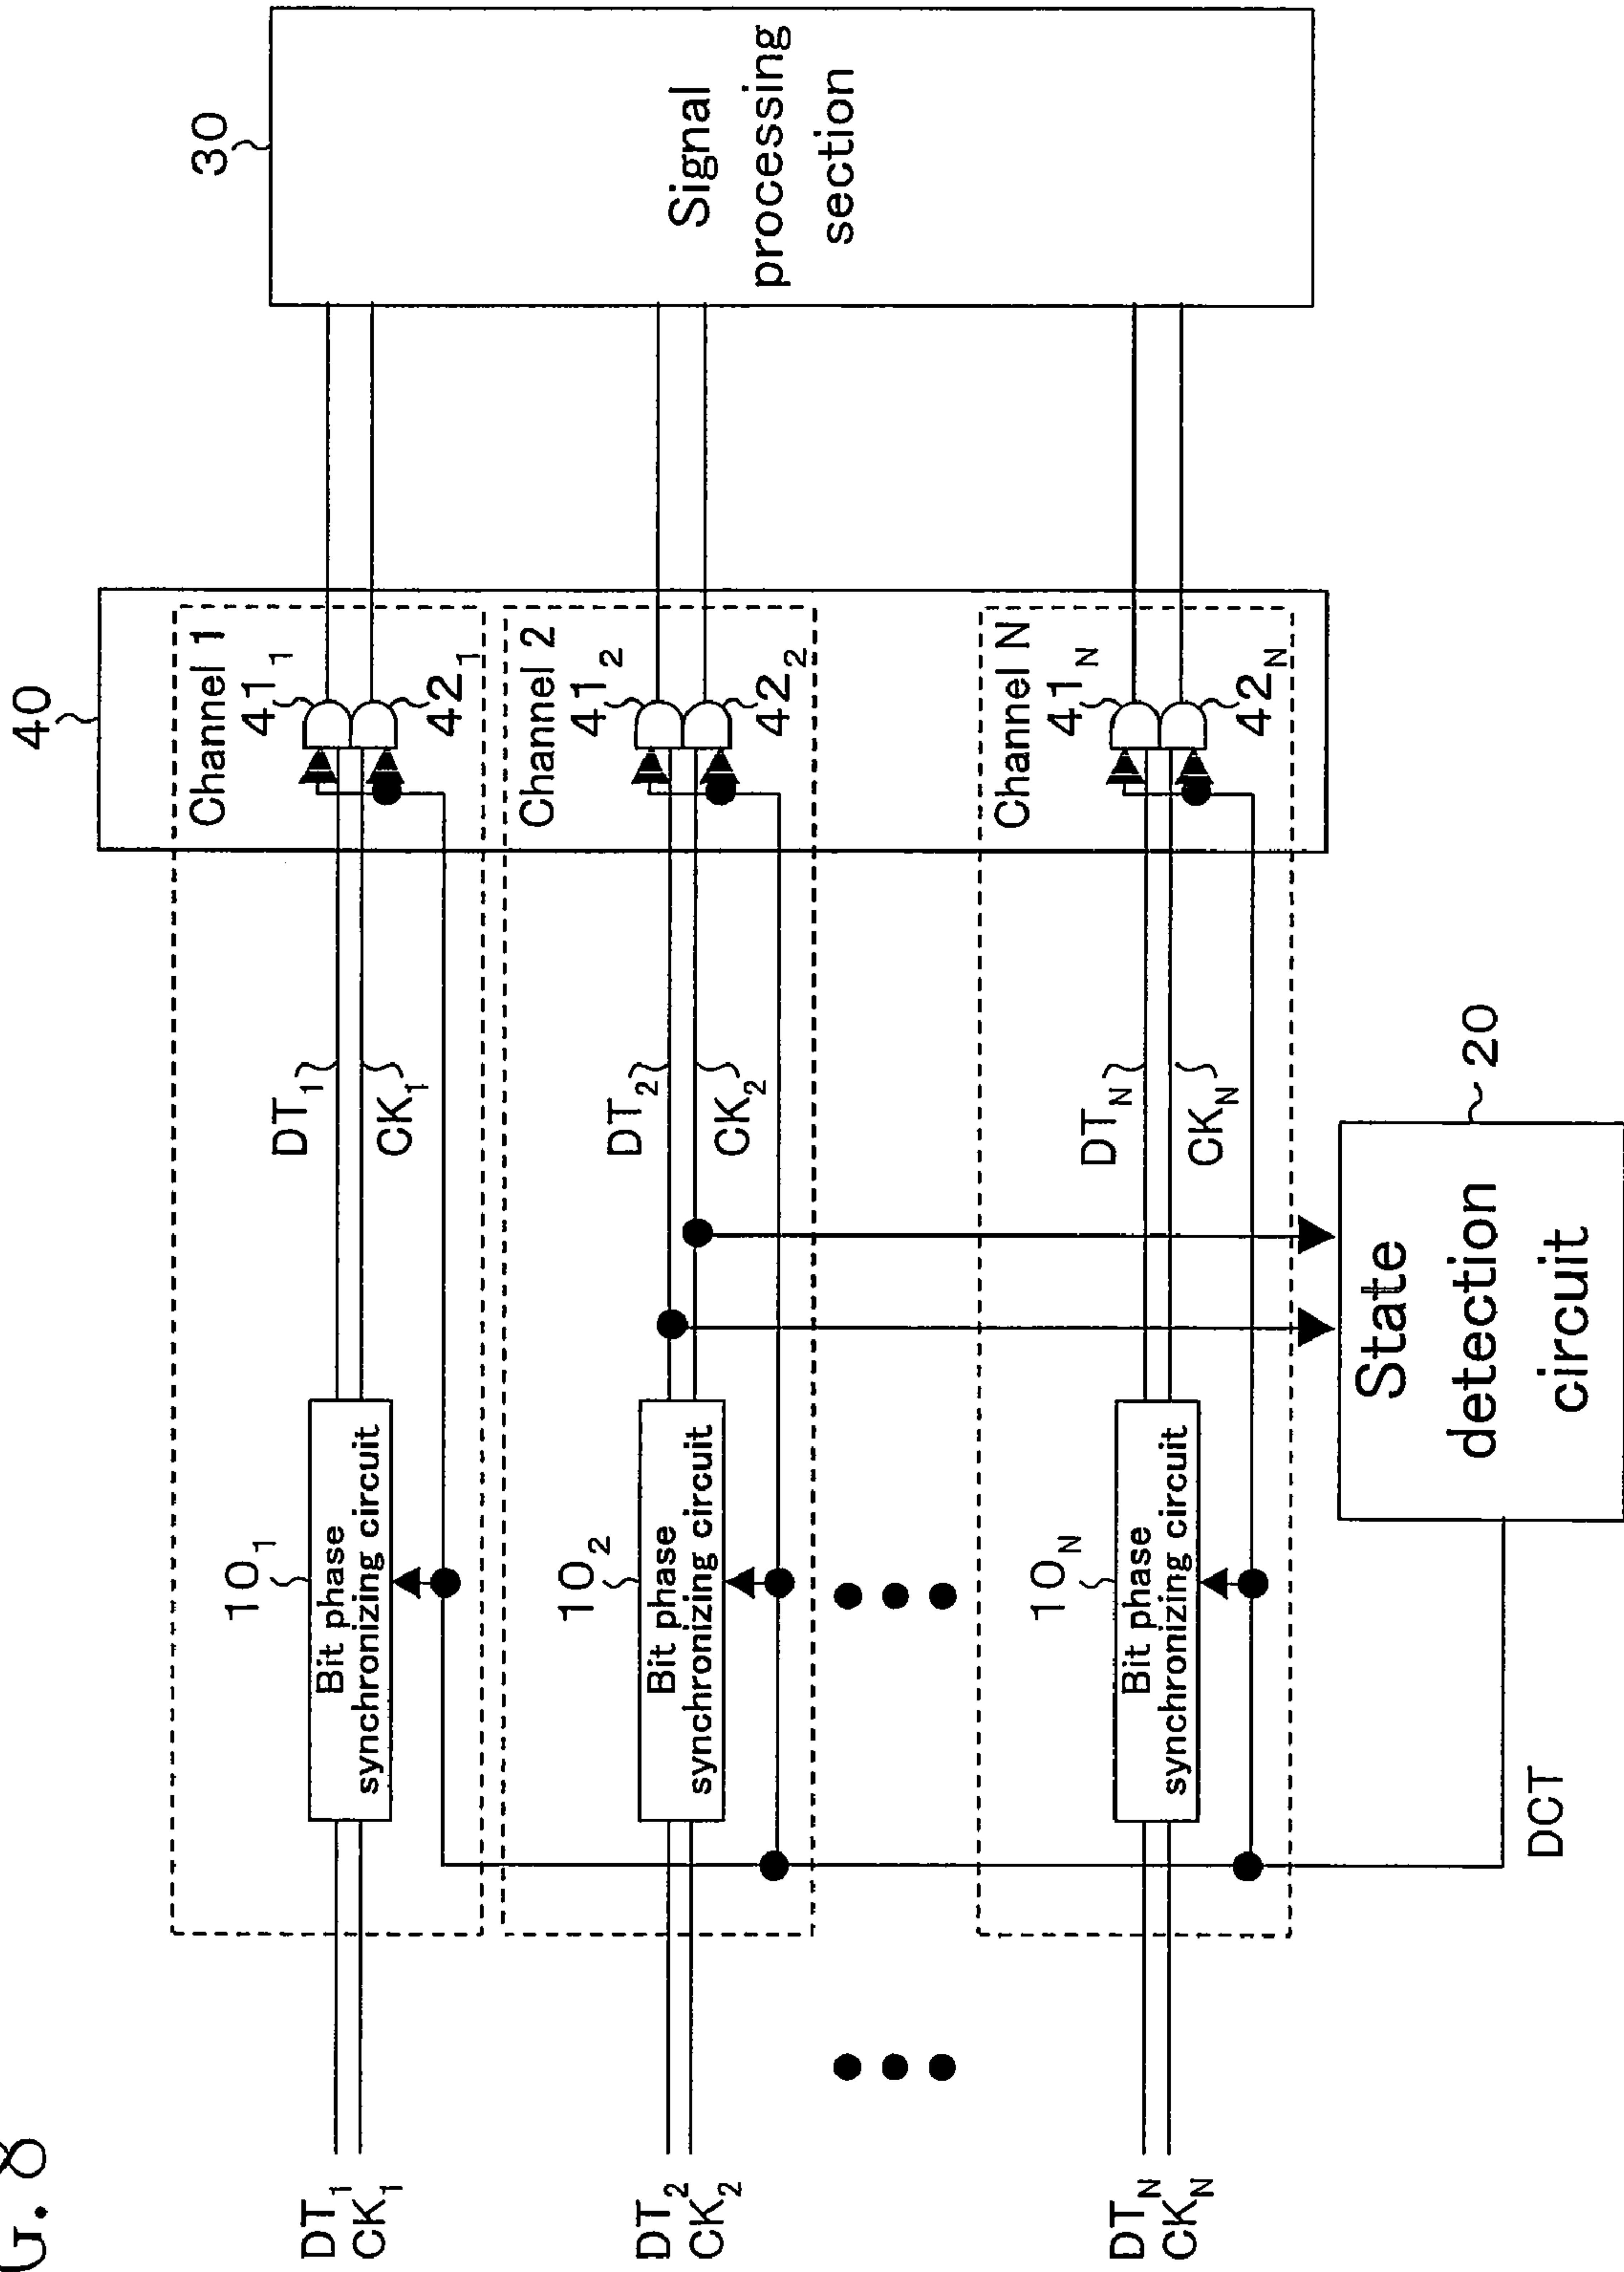 G. 8
40
30
Channel 1
10₁
DT₁
CK₁
DT₁
CK₁
Bit phase
synchronizing circuit
41₁
42₁
Channel 2
10₂
DT₂
CK₂
DT₂
CK₂
Bit phase
synchronizing circuit
41₂
42₂
Signal
processing
section
Channel N
10N
DTN
CKN
DTN
CKN
Bit phase
synchronizing circuit
41N
42N
20
State
detection
circuit
DCT